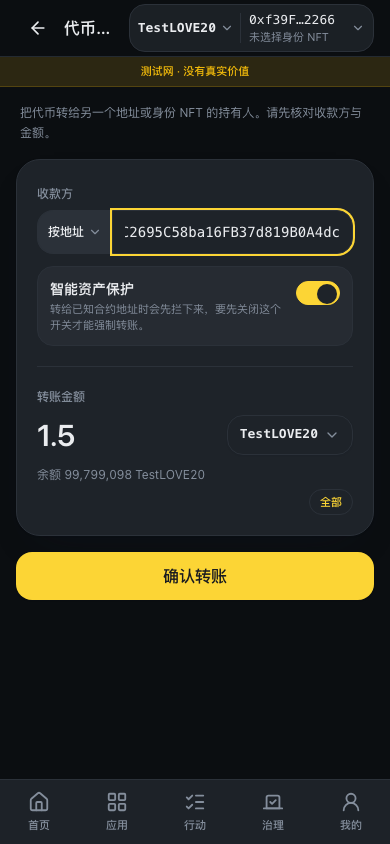 代币...
TestLOVE20
0xf39F…2266
未选择身份 NFT
测试网 · 没有真实价值
把代币转给另一个地址或身份 NFT 的持有人。请先核对收款方与
金额。
收款方
按地址
2695C58ba16FB37d819B0A4dc
智能资产保护
转给已知合约地址时会先拦下来，要先关闭这个
开关才能强制转账。
转账金额
1.5
TestLOVE20
余额 99,799,098 TestLOVE20
全部
确认转账
首页
应用
行动
治理
我的